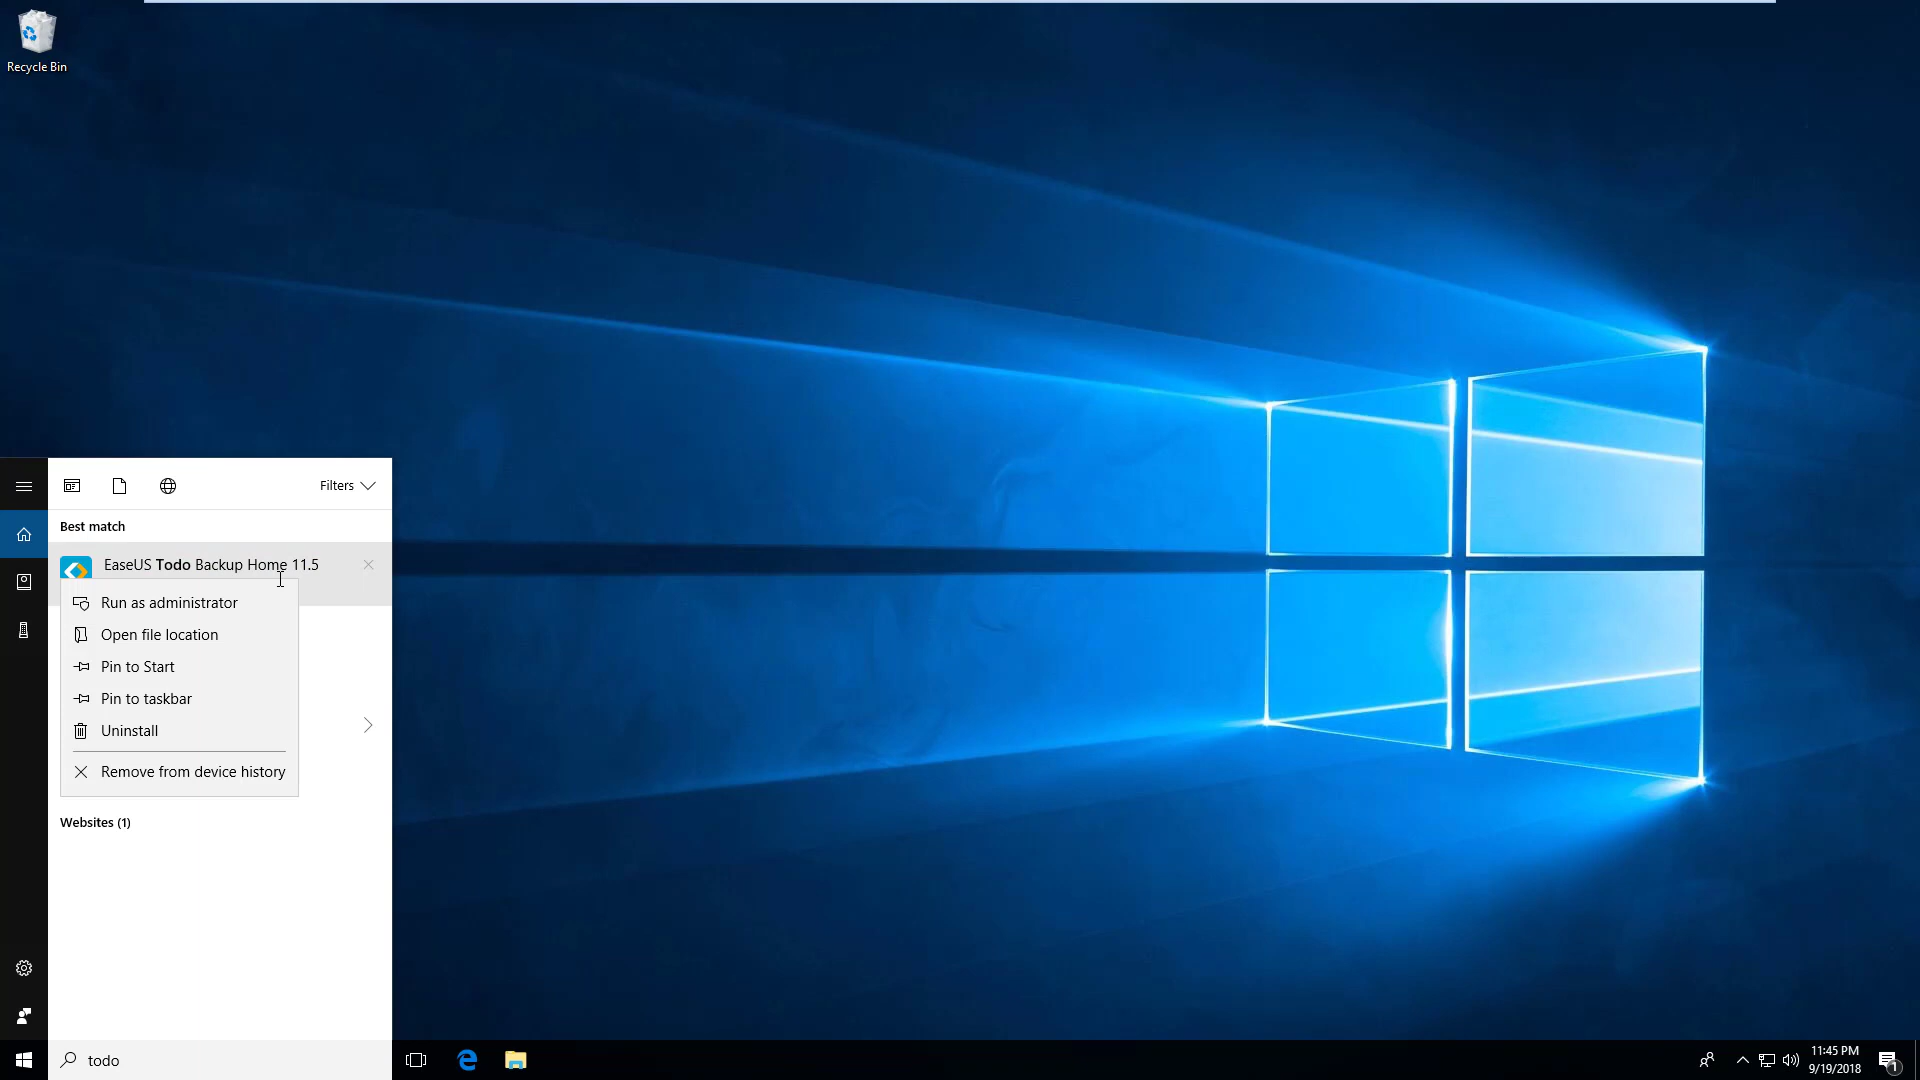 Recycle Bin
Filters
Best match
EaseUS Todo Backup Home 11.5
Run as administrator
Open file location
Pin to Start
Pin to taskbar
Uninstall
Remove from device history
Websites (1)
todo
11:45 PM
9/19/2018
1